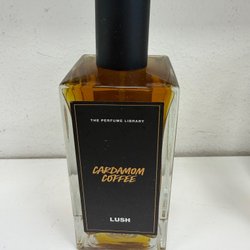 THE PERFUME LIBRARY
CARDAMOM
COFFEE
LUSH